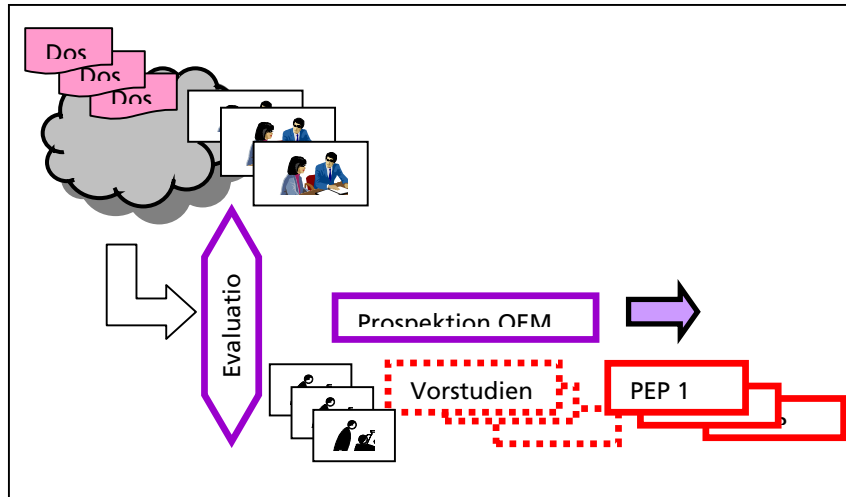 Dos
Dos
Dos
Evaluatio
Prospektion OEM
Vorstudien
PEP 1